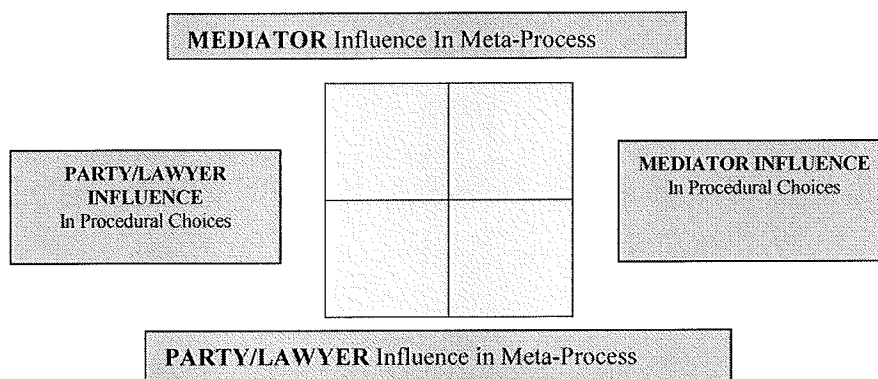 MEDIATOR Influence In Meta-Process
PARTY/LAWYER
INFLUENCE
In Procedural Choices
MEDIATOR INFLUENCE
In Procedural Choices
PARTY/LAWYER Influence in Meta-Process